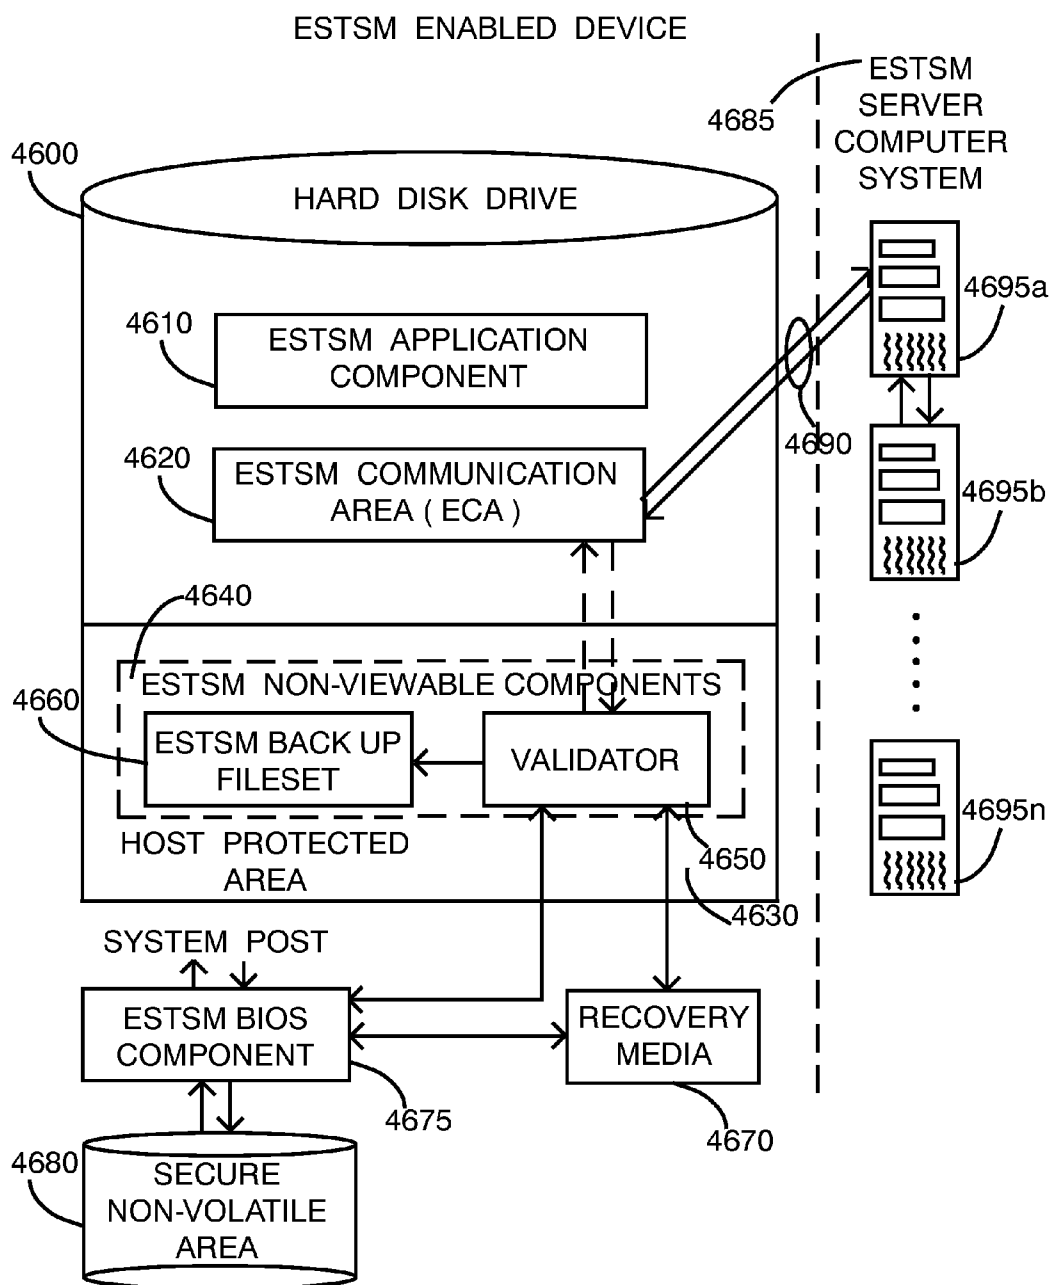 ESTSM ENABLED DEVICE
ESTSM
SERVER
COMPUTER
SYSTEM
4685
4600
HARD DISK DRIVE
4695a
4610
ESTSM APPLICATION
COMPONENT
4690
4620
ESTSM COMMUNICATION
AREA ( ECA )
4695b
4640
ESTSM NON-VIEWABLE COMPONENTS
4660
ESTSM BACK UP
FILESET
VALIDATOR
4695n
HOST PROTECTED
AREA
4650
4630
SYSTEM POST
ESTSM BIOS
COMPONENT
RECOVERY
MEDIA
4675
4670
4680
SECURE
NON-VOLATILE
AREA